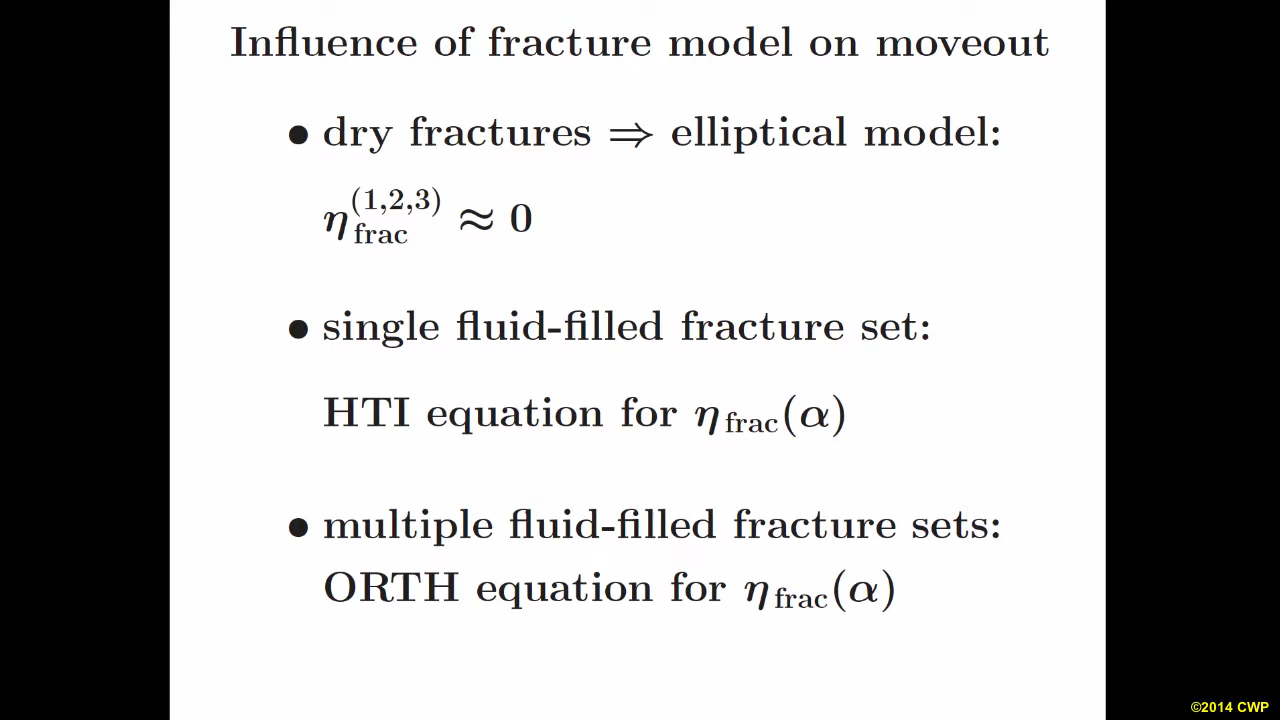 Influence of fracture model on moveout
• dry fractures ⇒ elliptical model:
η_frac^(1,2,3) ≈ 0
• single fluid-filled fracture set:
HTI equation for η_frac(α)
• multiple fluid-filled fracture sets:
ORTH equation for η_frac(α)
©2014 CWP